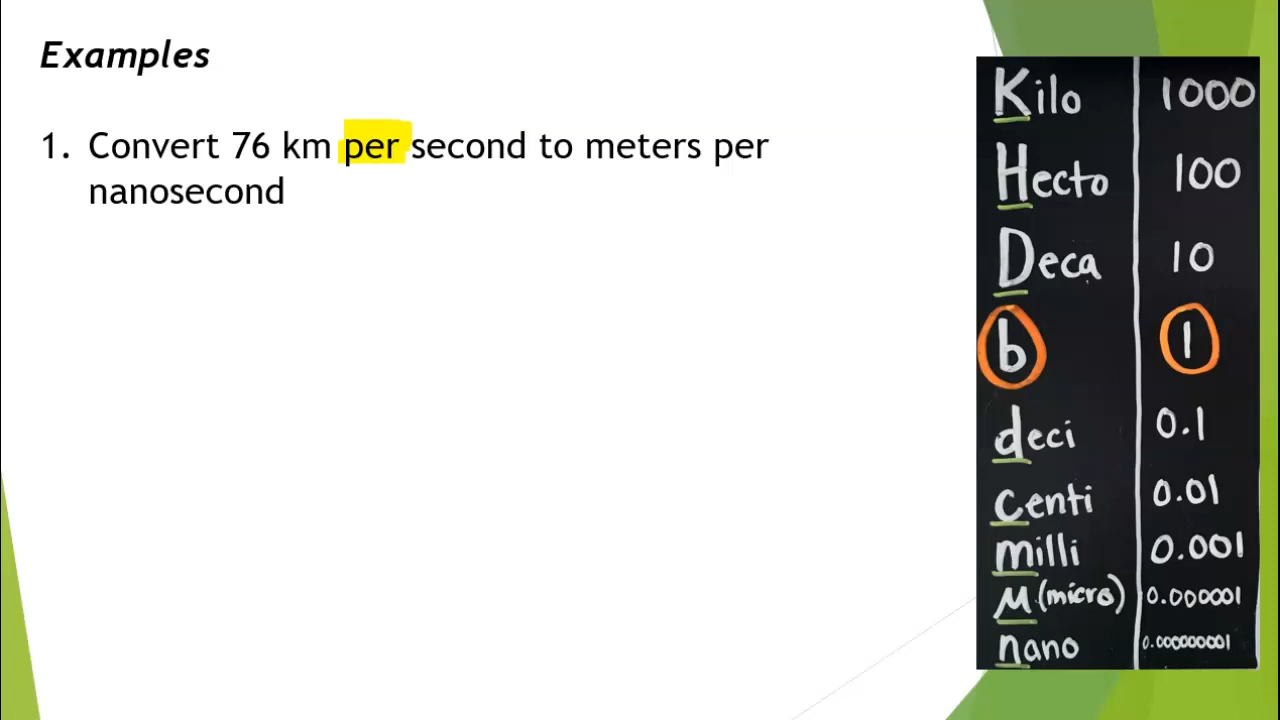 Examples
1. Convert 76 km per second to meters per
nanosecond
Kilo 1000
Hecto 100
Deca 10
b 1
deci 0.1
centi 0.01
milli 0.001
μ (micro) 0.000001
nano 0.000000001